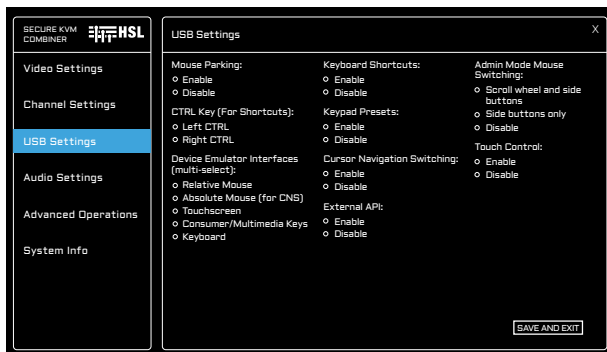 SECURE KVM
COMBINER
HSL
USB Settings
X
Video Settings
Channel Settings
USB Settings
Audio Settings
Advanced Operations
System Info
Mouse Parking:
Enable
Disable
CTRL Key (For Shortcuts):
Left CTRL
Right CTRL
Device Emulator Interfaces
(multi-select):
Relative Mouse
Absolute Mouse (for CNS)
Touchscreen
Consumer/Multimedia Keys
Keyboard
Keyboard Shortcuts:
Enable
Disable
Keypad Presets:
Enable
Disable
Cursor Navigation Switching:
Enable
Disable
External API:
Enable
Disable
Admin Mode Mouse
Switching:
Scroll wheel and side
buttons
Side buttons only
Disable
Touch Control:
Enable
Disable
SAVE AND EXIT